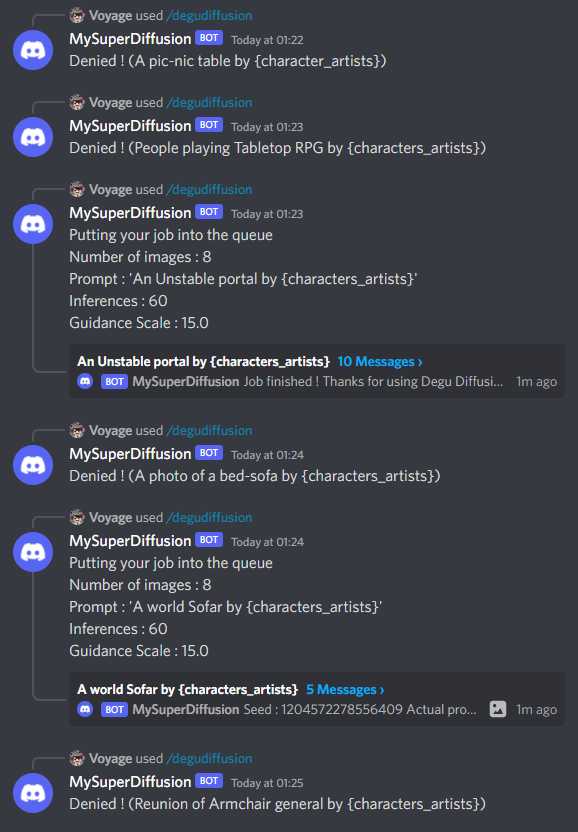 Voyage used /degudiffusion
MySuperDiffusion BOT Today at 01:22
Denied ! (A pic-nic table by {character_artists})
Voyage used /degudiffusion
MySuperDiffusion BOT Today at 01:23
Denied ! (People playing Tabletop RPG by {characters_artists})
Voyage used /degudiffusion
MySuperDiffusion BOT Today at 01:23
Putting your job into the queue
Number of images : 8
Prompt : 'An Unstable portal by {characters_artists}'
Inferences : 60
Guidance Scale : 15.0
An Unstable portal by {characters_artists} 10 Messages ›
BOT MySuperDiffusion Job finished ! Thanks for using Degu Diffusi... 1m ago
Voyage used /degudiffusion
MySuperDiffusion BOT Today at 01:24
Denied ! (A photo of a bed-sofa by {characters_artists})
Voyage used /degudiffusion
MySuperDiffusion BOT Today at 01:24
Putting your job into the queue
Number of images : 8
Prompt : 'A world Sofar by {characters_artists}'
Inferences : 60
Guidance Scale : 15.0
A world Sofar by {characters_artists} 5 Messages ›
BOT MySuperDiffusion Seed : 1204572278556409 Actual pro... 1m ago
Voyage used /degudiffusion
MySuperDiffusion BOT Today at 01:25
Denied ! (Reunion of Armchair general by {characters_artists})